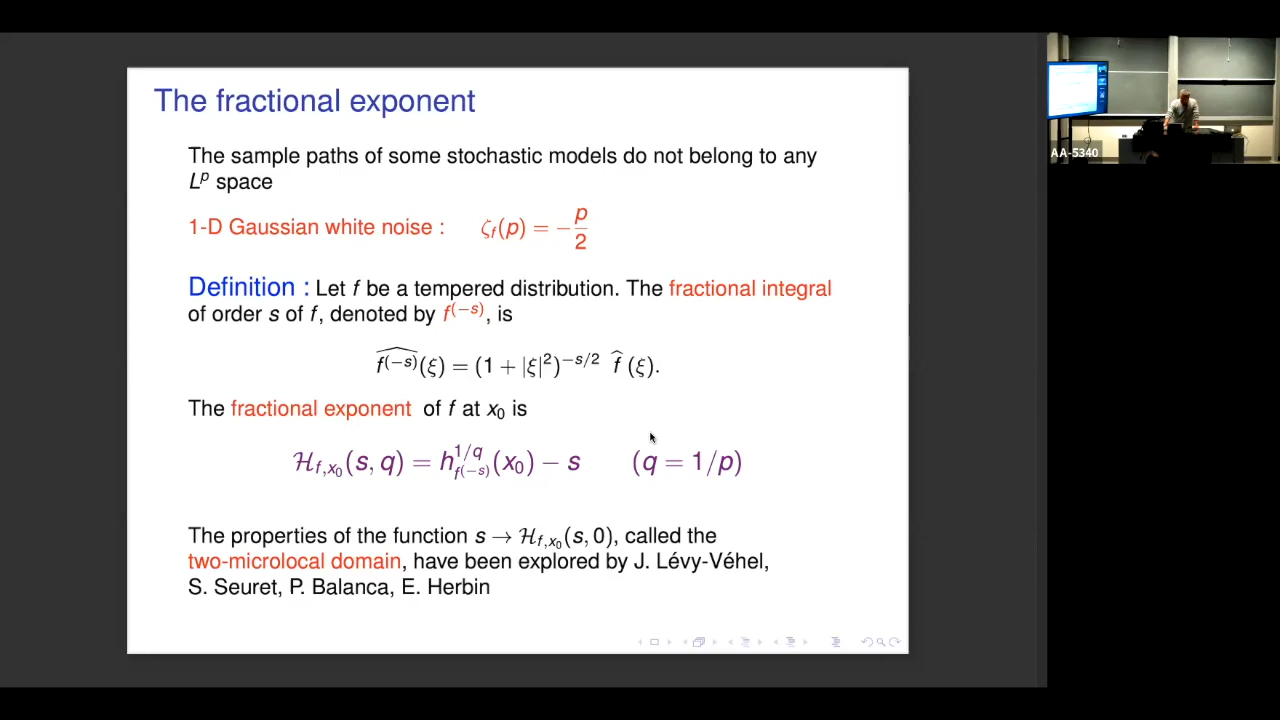 The fractional exponent
The sample paths of some stochastic models do not belong to any
L^p space
1-D Gaussian white noise : ζ_f(p) = −p/2
Definition : Let f be a tempered distribution. The fractional integral
of order s of f, denoted by f^(−s), is
\widehat{f^(−s)}(ξ) = (1 + |ξ|²)^(−s/2) \widehat{f} (ξ).
The fractional exponent of f at x₀ is
ℋ_{f,x₀}(s, q) = h^{1/q}_{f^(−s)}(x₀) − s (q = 1/p)
The properties of the function s → ℋ_{f,x₀}(s, 0), called the
two-microlocal domain, have been explored by J. Lévy-Véhel,
S. Seuret, P. Balanca, E. Herbin
AA-5340